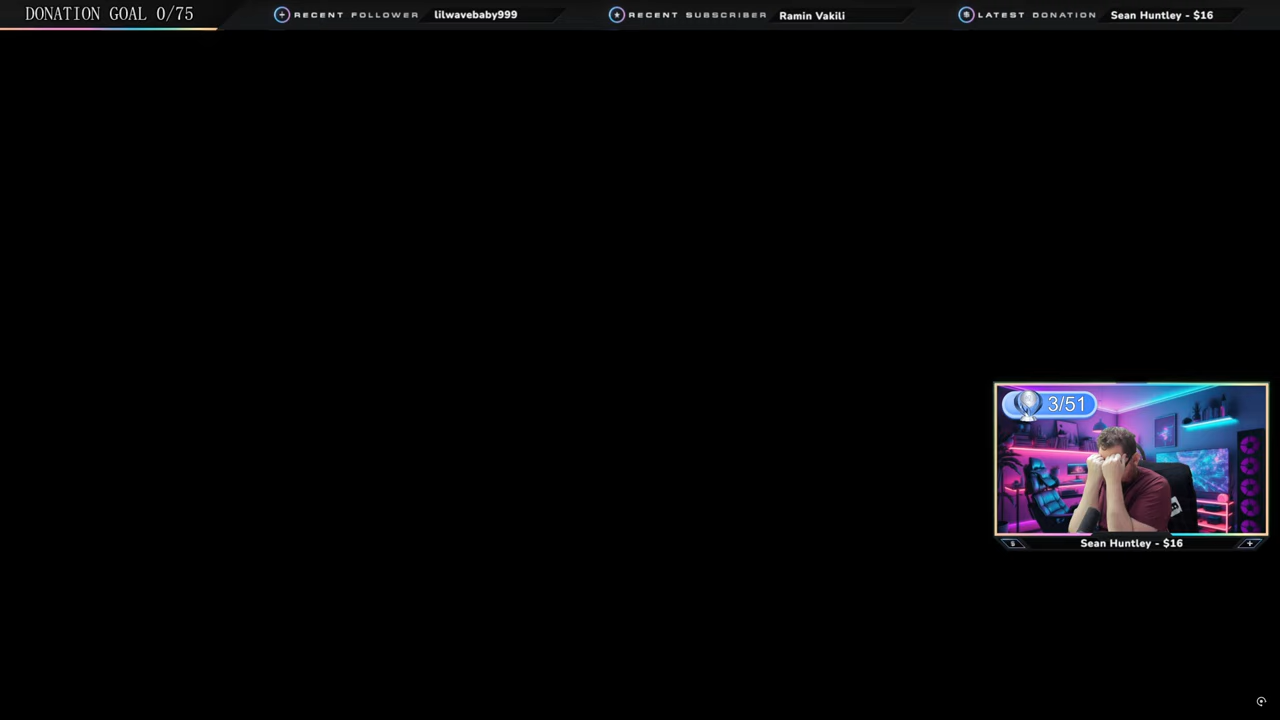 DONATION GOAL 0/75
RECENT FOLLOWER lilwavebaby999
RECENT SUBSCRIBER Ramin Vakili
LATEST DONATION Sean Huntley - $16
3/51
Sean Huntley - $16